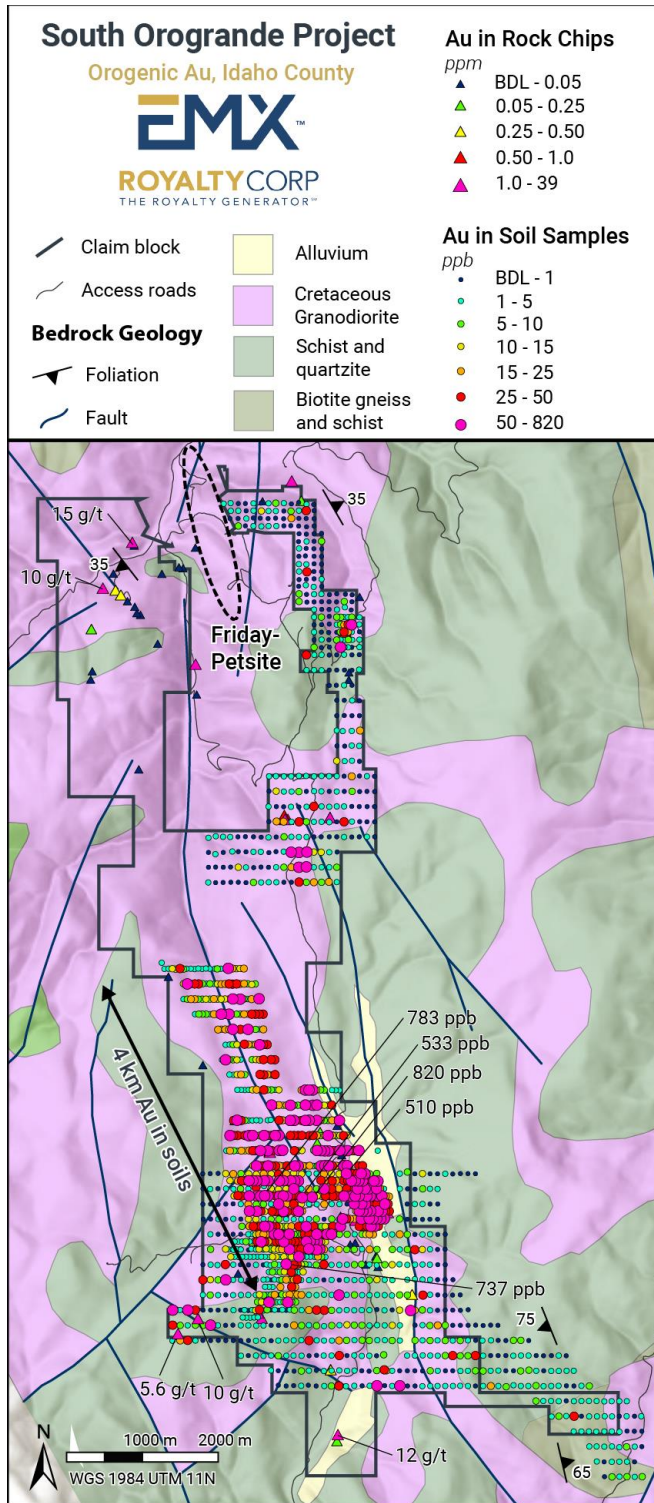 South Orogrande Project
Orogenic Au, Idaho County
EMX™
ROYALTYCORP
THE ROYALTY GENERATOR™
Au in Rock Chips
ppm
BDL - 0.05
0.05 - 0.25
0.25 - 0.50
0.50 - 1.0
1.0 - 39
Claim block
Access roads
Bedrock Geology
Foliation
Fault
Alluvium
Cretaceous
Granodiorite
Schist and
quartzite
Biotite gneiss
and schist
Au in Soil Samples
ppb
BDL - 1
1 - 5
5 - 10
10 - 15
15 - 25
25 - 50
50 - 820
35
15 g/t
35
10 g/t
Friday-
Petsite
783 ppb
533 ppb
820 ppb
510 ppb
4 km Au in soils
737 ppb
75
5.6 g/t
10 g/t
12 g/t
65
N
1000 m
2000 m
WGS 1984 UTM 11N